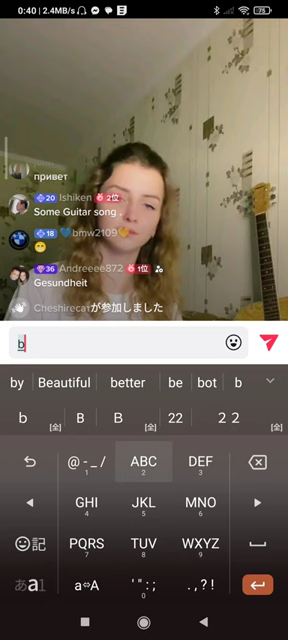 0:40 | 2.4MB/s
75
привет
20 Ishiken 2位
Some Guitar song .
18 💙bmw2109💛
😁
36 Andreeee872 1位
Gesundheit
Cheshireсатが参加しました
b
by Beautiful better be bot b
b [全] B B [全] 22 22 [全]
@-_/ 1 ABC 2 DEF 3
GHI 4 JKL 5 MNO 6
☺記 PQRS 7 TUV 8 WXYZ 9
あa1 a⇔A '":; 0 .,?!